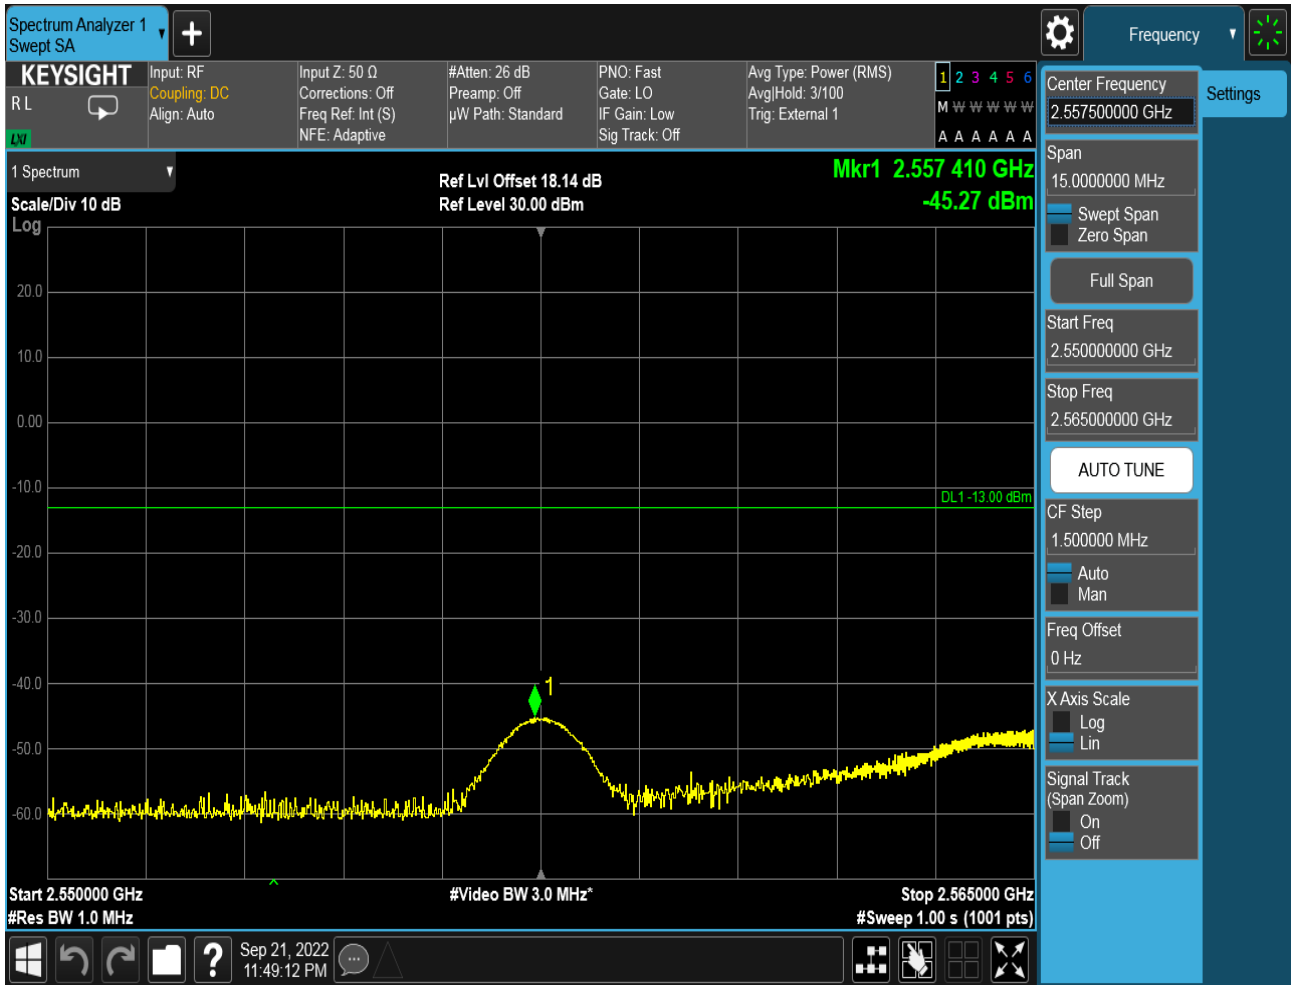 Spectrum Analyzer 1
Swept SA
Frequency
KEYSIGHT
R L
LXI
Input: RF
Coupling: DC
Align: Auto
Input Z: 50 Ω
Corrections: Off
Freq Ref: Int (S)
NFE: Adaptive
#Atten: 26 dB
Preamp: Off
µW Path: Standard
PNO: Fast
Gate: LO
IF Gain: Low
Sig Track: Off
Avg Type: Power (RMS)
Avg|Hold: 3/100
Trig: External 1
1 2 3 4 5 6
M W W W W W
A A A A A A
1 Spectrum
Scale/Div 10 dB
Log
Ref Lvl Offset 18.14 dB
Ref Level 30.00 dBm
Mkr1 2.557 410 GHz
-45.27 dBm
20.0
10.0
0.00
-10.0
-20.0
-30.0
-40.0
-50.0
-60.0
DL1 -13.00 dBm
1
Start 2.550000 GHz
#Res BW 1.0 MHz
#Video BW 3.0 MHz*
Stop 2.565000 GHz
#Sweep 1.00 s (1001 pts)
Center Frequency
2.557500000 GHz
Settings
Span
15.0000000 MHz
Swept Span
Zero Span
Full Span
Start Freq
2.550000000 GHz
Stop Freq
2.565000000 GHz
AUTO TUNE
CF Step
1.500000 MHz
Auto
Man
Freq Offset
0 Hz
X Axis Scale
Log
Lin
Signal Track
(Span Zoom)
On
Off
?
Sep 21, 2022
11:49:12 PM